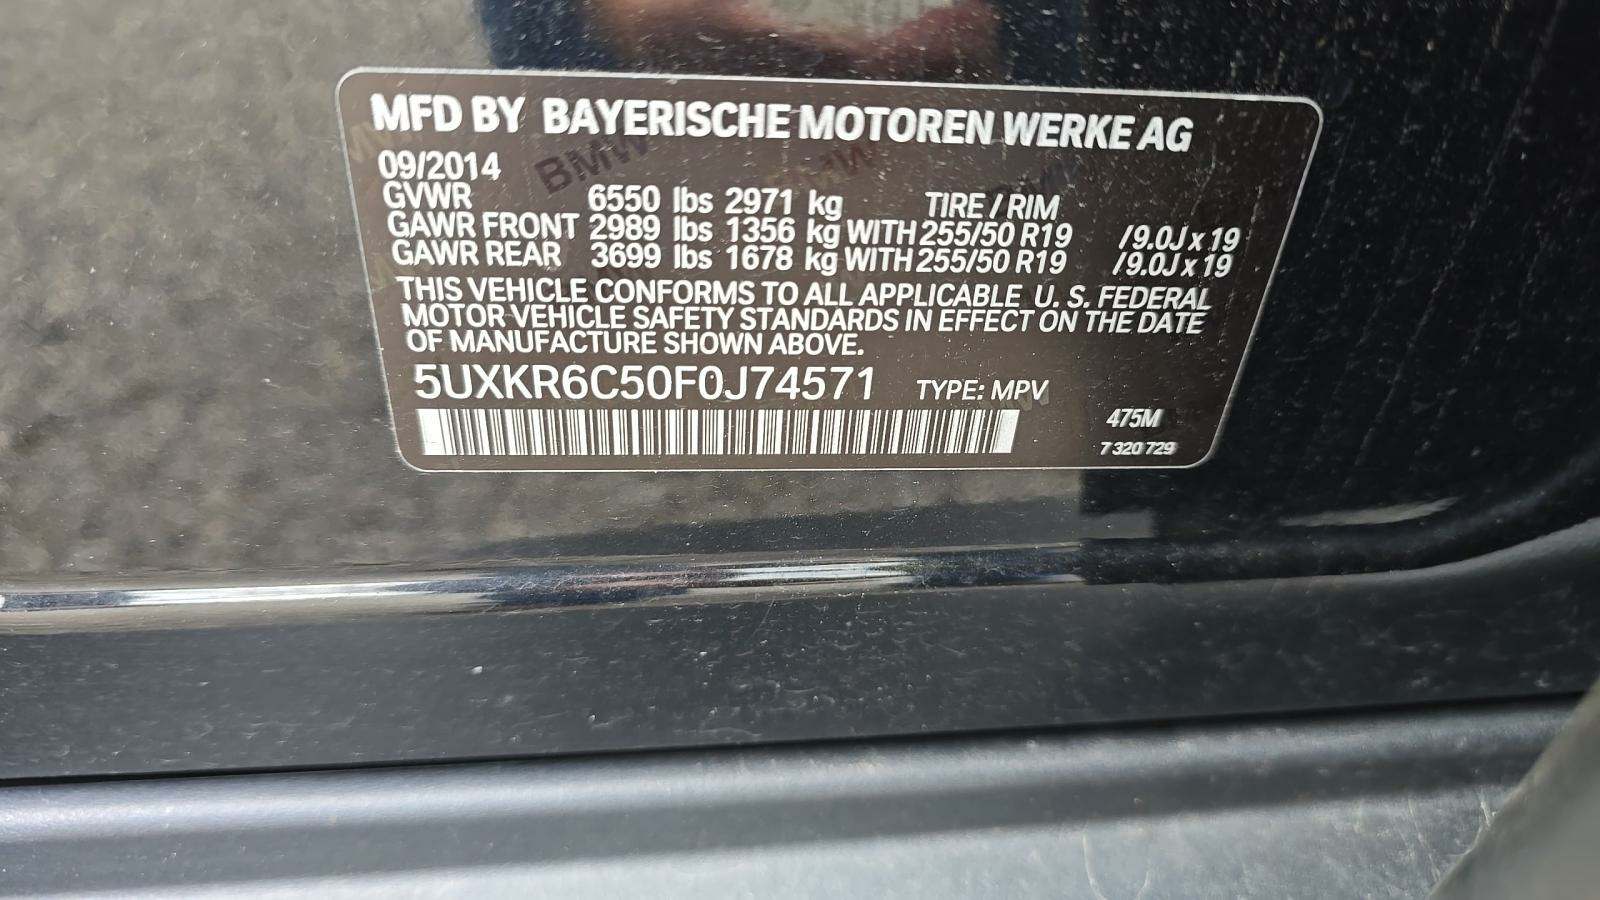 MFD BY BAYERISCHE MOTOREN WERKE AG
09/2014
GVWR 6550 lbs 2971 kg TIRE / RIM
GAWR FRONT 2989 lbs 1356 kg WITH 255/50 R19 /9.0J x 19
GAWR REAR 3699 lbs 1678 kg WITH 255/50 R19 /9.0J x 19
THIS VEHICLE CONFORMS TO ALL APPLICABLE U. S. FEDERAL
MOTOR VEHICLE SAFETY STANDARDS IN EFFECT ON THE DATE
OF MANUFACTURE SHOWN ABOVE.
5UXKR6C50F0J74571 TYPE: MPV
475M
7 320 729